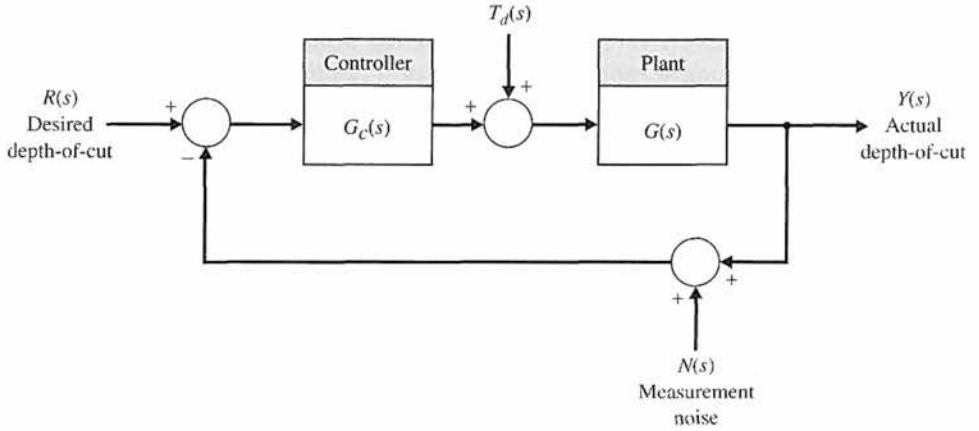 T_d(s)
Controller
Plant
R(s)
Desired
depth-of-cut
+
−
G_c(s)
+
+
G(s)
Y(s)
Actual
depth-of-cut
+
+
N(s)
Measurement
noise